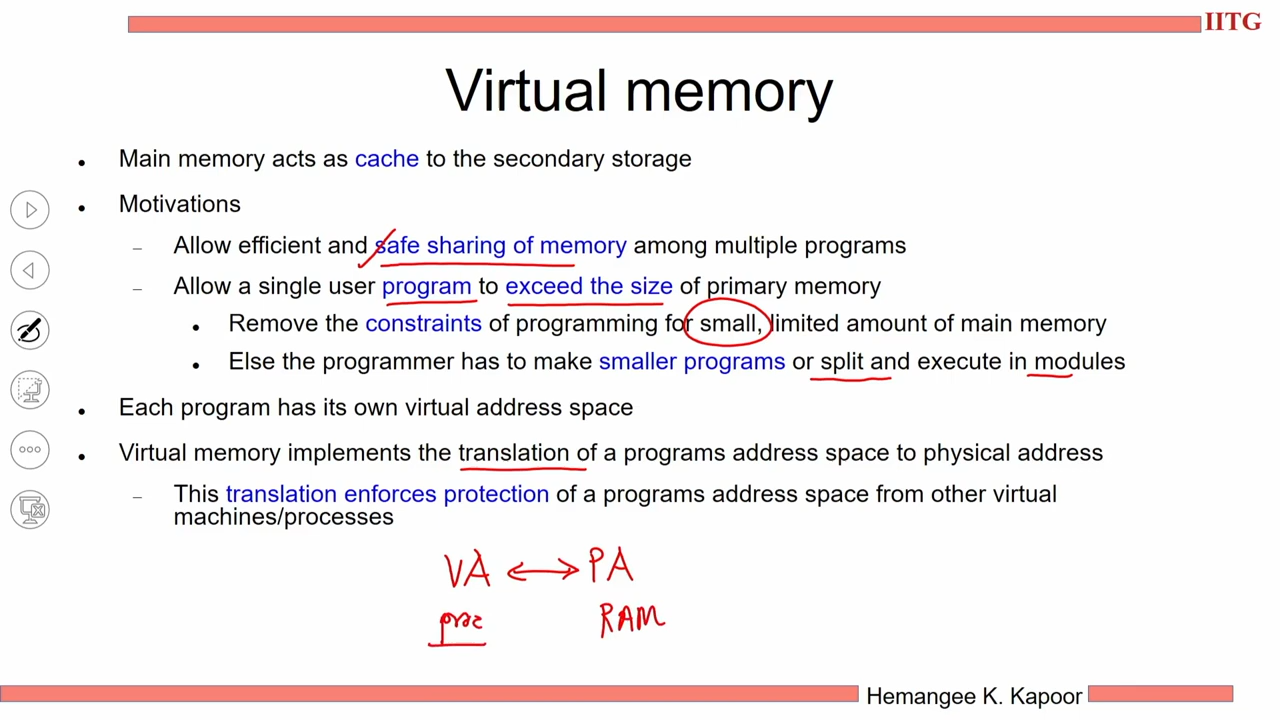 IITG
Virtual memory
Main memory acts as cache to the secondary storage
Motivations
Allow efficient and safe sharing of memory among multiple programs
Allow a single user program to exceed the size of primary memory
Remove the constraints of programming for small, limited amount of main memory
Else the programmer has to make smaller programs or split and execute in modules
Each program has its own virtual address space
Virtual memory implements the translation of a programs address space to physical address
This translation enforces protection of a programs address space from other virtual
machines/processes
VA ↔ PA
RAM
Hemangee K. Kapoor